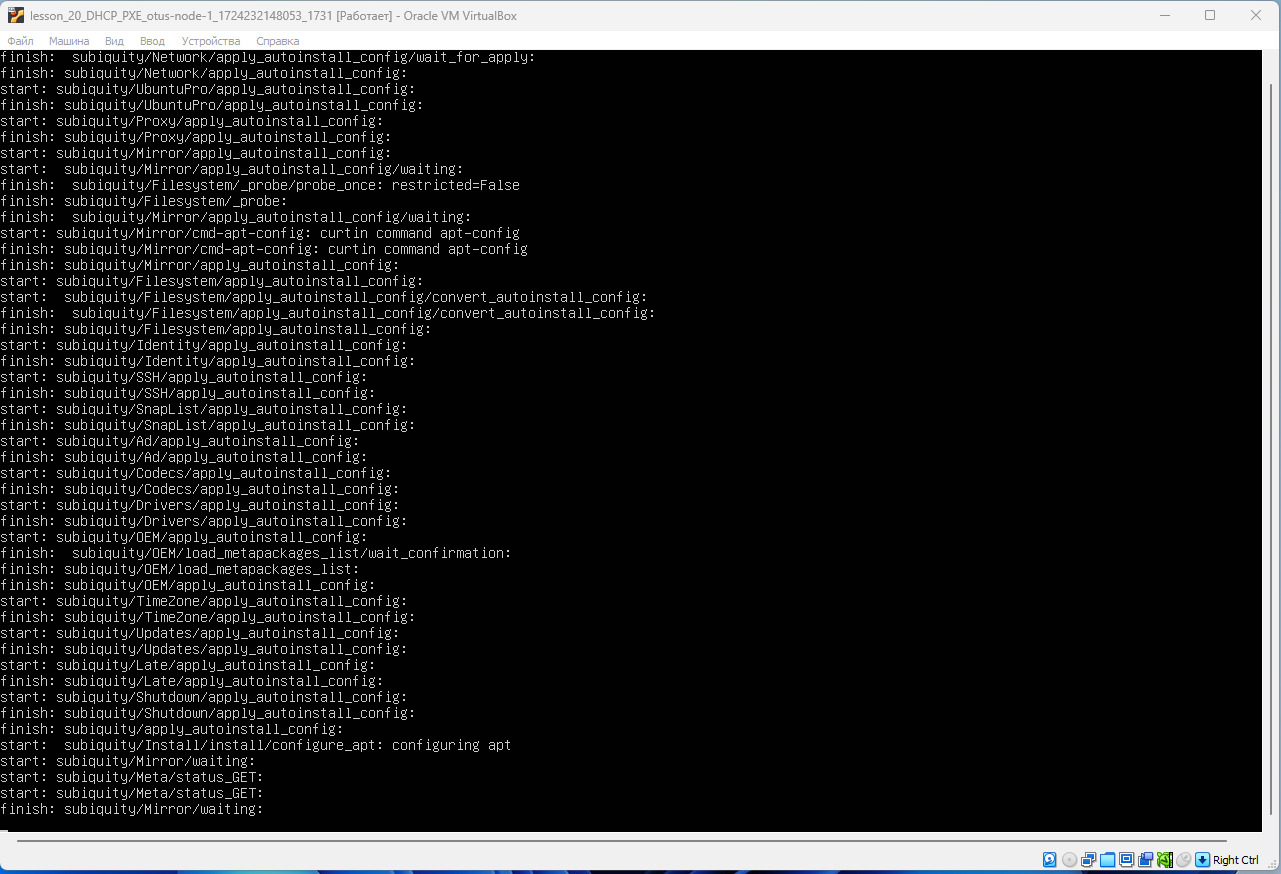 lesson_20_DHCP_PXE_otus-node-1_1724232148053_1731 [Работает] - Oracle VM VirtualBox
Файл Машина Вид Ввод Устройства Справка
finish:  subiquity/Network/apply_autoinstall_config/wait_for_apply:
finish: subiquity/Network/apply_autoinstall_config:
start: subiquity/UbuntuPro/apply_autoinstall_config:
finish: subiquity/UbuntuPro/apply_autoinstall_config:
start: subiquity/Proxy/apply_autoinstall_config:
finish: subiquity/Proxy/apply_autoinstall_config:
start: subiquity/Mirror/apply_autoinstall_config:
start:  subiquity/Mirror/apply_autoinstall_config/waiting:
finish:  subiquity/Filesystem/_probe/probe_once: restricted=False
finish: subiquity/Filesystem/_probe:
finish:  subiquity/Mirror/apply_autoinstall_config/waiting:
start: subiquity/Mirror/cmd-apt-config: curtin command apt-config
finish: subiquity/Mirror/cmd-apt-config: curtin command apt-config
finish: subiquity/Mirror/apply_autoinstall_config:
start: subiquity/Filesystem/apply_autoinstall_config:
start:  subiquity/Filesystem/apply_autoinstall_config/convert_autoinstall_config:
finish:  subiquity/Filesystem/apply_autoinstall_config/convert_autoinstall_config:
finish: subiquity/Filesystem/apply_autoinstall_config:
start: subiquity/Identity/apply_autoinstall_config:
finish: subiquity/Identity/apply_autoinstall_config:
start: subiquity/SSH/apply_autoinstall_config:
finish: subiquity/SSH/apply_autoinstall_config:
start: subiquity/SnapList/apply_autoinstall_config:
finish: subiquity/SnapList/apply_autoinstall_config:
start: subiquity/Ad/apply_autoinstall_config:
finish: subiquity/Ad/apply_autoinstall_config:
start: subiquity/Codecs/apply_autoinstall_config:
finish: subiquity/Codecs/apply_autoinstall_config:
start: subiquity/Drivers/apply_autoinstall_config:
finish: subiquity/Drivers/apply_autoinstall_config:
start: subiquity/OEM/apply_autoinstall_config:
finish:  subiquity/OEM/load_metapackages_list/wait_confirmation:
finish: subiquity/OEM/load_metapackages_list:
finish: subiquity/OEM/apply_autoinstall_config:
start: subiquity/TimeZone/apply_autoinstall_config:
finish: subiquity/TimeZone/apply_autoinstall_config:
start: subiquity/Updates/apply_autoinstall_config:
finish: subiquity/Updates/apply_autoinstall_config:
start: subiquity/Late/apply_autoinstall_config:
finish: subiquity/Late/apply_autoinstall_config:
start: subiquity/Shutdown/apply_autoinstall_config:
finish: subiquity/Shutdown/apply_autoinstall_config:
finish: subiquity/apply_autoinstall_config:
start:  subiquity/Install/install/configure_apt: configuring apt
start: subiquity/Mirror/waiting:
start: subiquity/Meta/status_GET:
start: subiquity/Meta/status_GET:
finish: subiquity/Mirror/waiting:
Right Ctrl